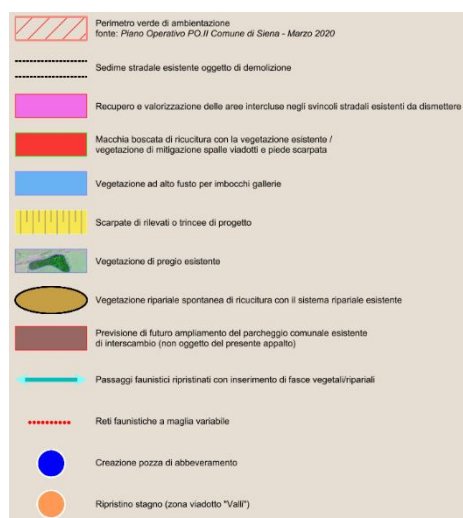 Perimetro verde di ambientazione
fonte: Piano Operativo PO.II Comune di Siena - Marzo 2020
Sedime stradale esistente oggetto di demolizione
Recupero e valorizzazione delle aree intercluse negli svincoli stradali esistenti da dismettere
Macchia boscata di ricucitura con la vegetazione esistente /
vegetazione di mitigazione spalle viadotti e piede scarpata
Vegetazione ad alto fusto per imbocchi gallerie
Scarpate di rilevati o trincee di progetto
Vegetazione di pregio esistente
Vegetazione ripariale spontanea di ricucitura con il sistema ripariale esistente
Previsione di futuro ampliamento del parcheggio comunale esistente
di interscambio (non oggetto del presente appalto)
Passaggi faunistici ripristinati con inserimento di fasce vegetali/ripariali
Reti faunistiche a maglia variabile
Creazione pozza di abbeveramento
Ripristino stagno (zona viadotto "Valli")